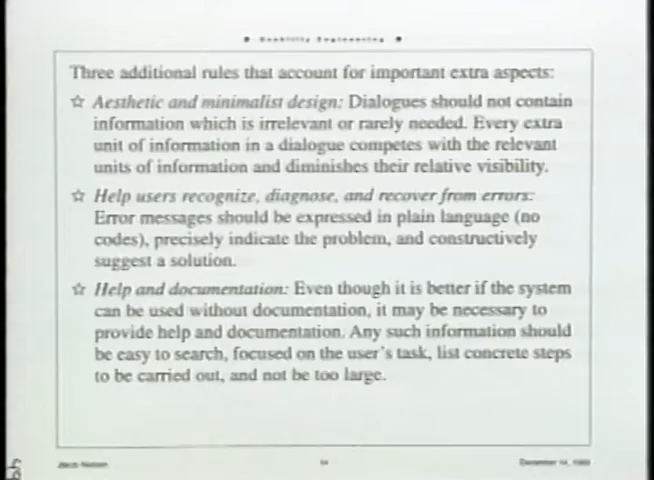 Usability Engineering
Three additional rules that account for important extra aspects:
☆ Aesthetic and minimalist design: Dialogues should not contain
information which is irrelevant or rarely needed. Every extra
unit of information in a dialogue competes with the relevant
units of information and diminishes their relative visibility.
☆ Help users recognize, diagnose, and recover from errors:
Error messages should be expressed in plain language (no
codes), precisely indicate the problem, and constructively
suggest a solution.
☆ Help and documentation: Even though it is better if the system
can be used without documentation, it may be necessary to
provide help and documentation. Any such information should
be easy to search, focused on the user's task, list concrete steps
to be carried out, and not be too large.
Jakob Nielsen
December 14,